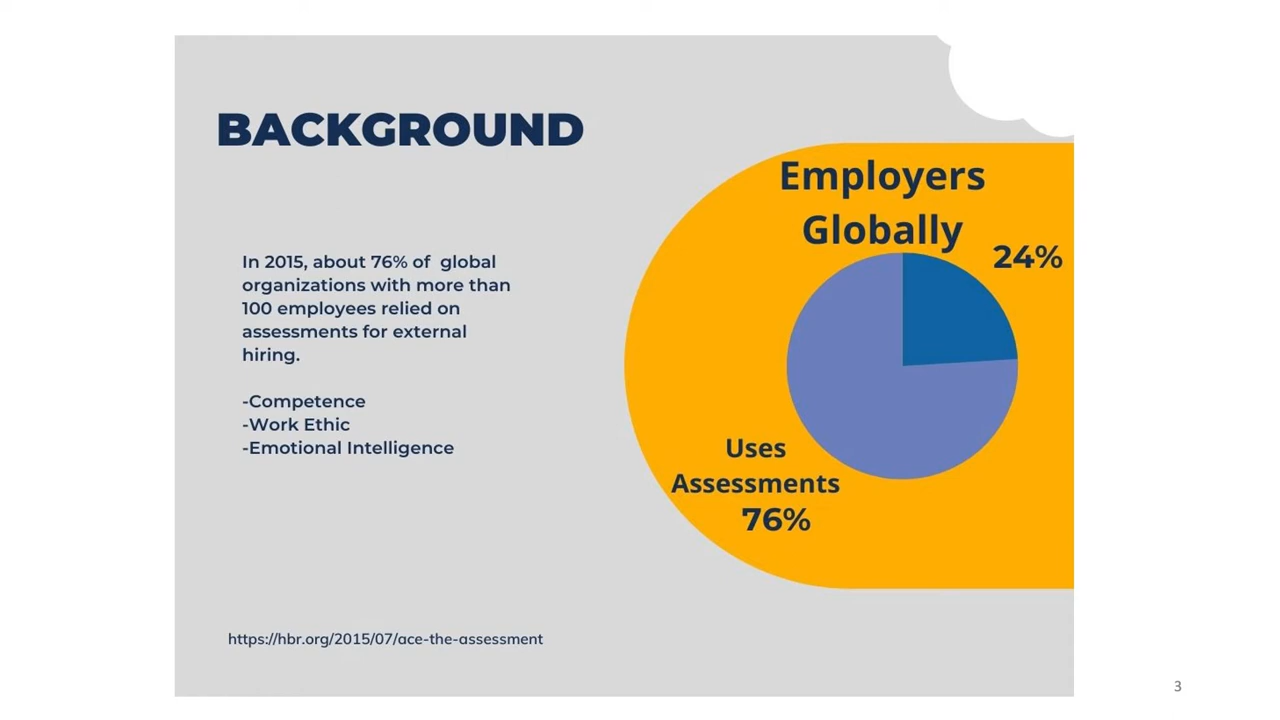 BACKGROUND
In 2015, about 76% of  global
organizations with more than
100 employees relied on
assessments for external
hiring.
-Competence
-Work Ethic
-Emotional Intelligence
https://hbr.org/2015/07/ace-the-assessment
Employers
Globally
24%
Uses
Assessments
76%
3